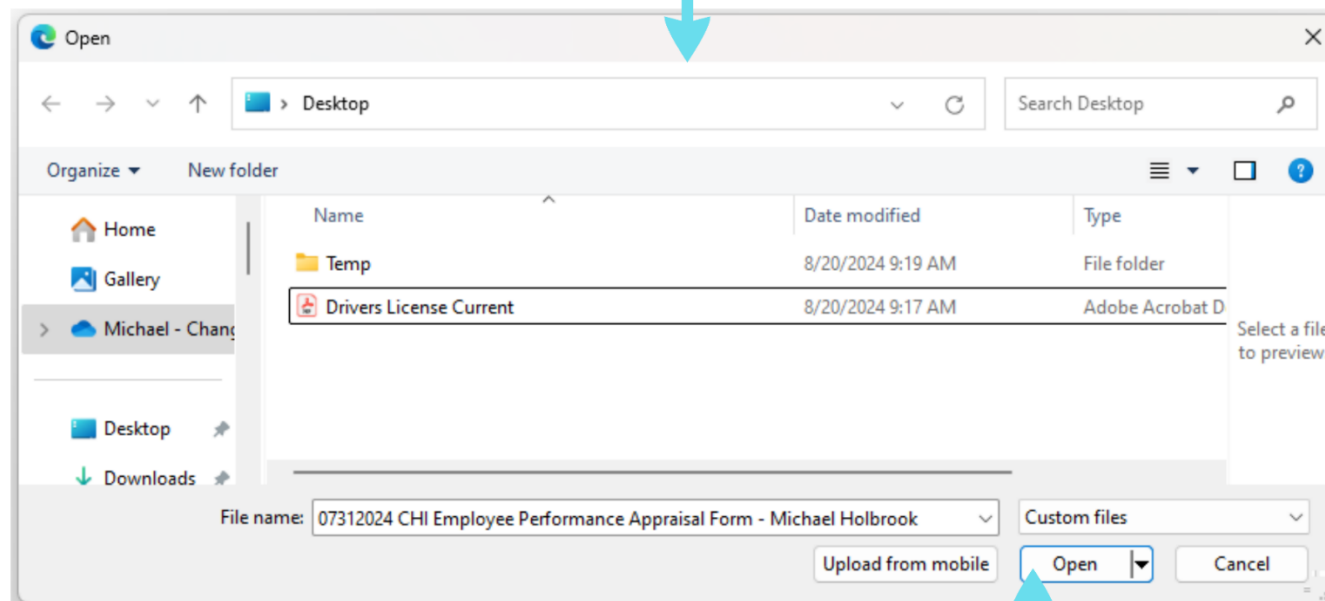 Open
Desktop
Search Desktop
Organize
New folder
Name Date modified Type
Home
Gallery
Michael - Chang
Desktop
Downloads
Temp 8/20/2024 9:19 AM File folder
Drivers License Current 8/20/2024 9:17 AM Adobe Acrobat D
Select a file
to preview
File name: 07312024 CHI Employee Performance Appraisal Form - Michael Holbrook Custom files
Upload from mobile Open Cancel